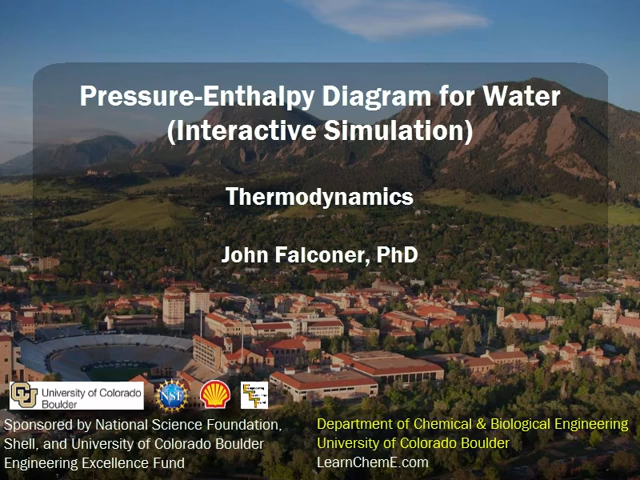 Pressure-Enthalpy Diagram for Water
(Interactive Simulation)
Thermodynamics
John Falconer, PhD
CU
University of Colorado
Boulder
NSF
Sponsored by National Science Foundation,
Shell, and University of Colorado Boulder
Engineering Excellence Fund
Department of Chemical & Biological Engineering
University of Colorado Boulder
LearnChemE.com